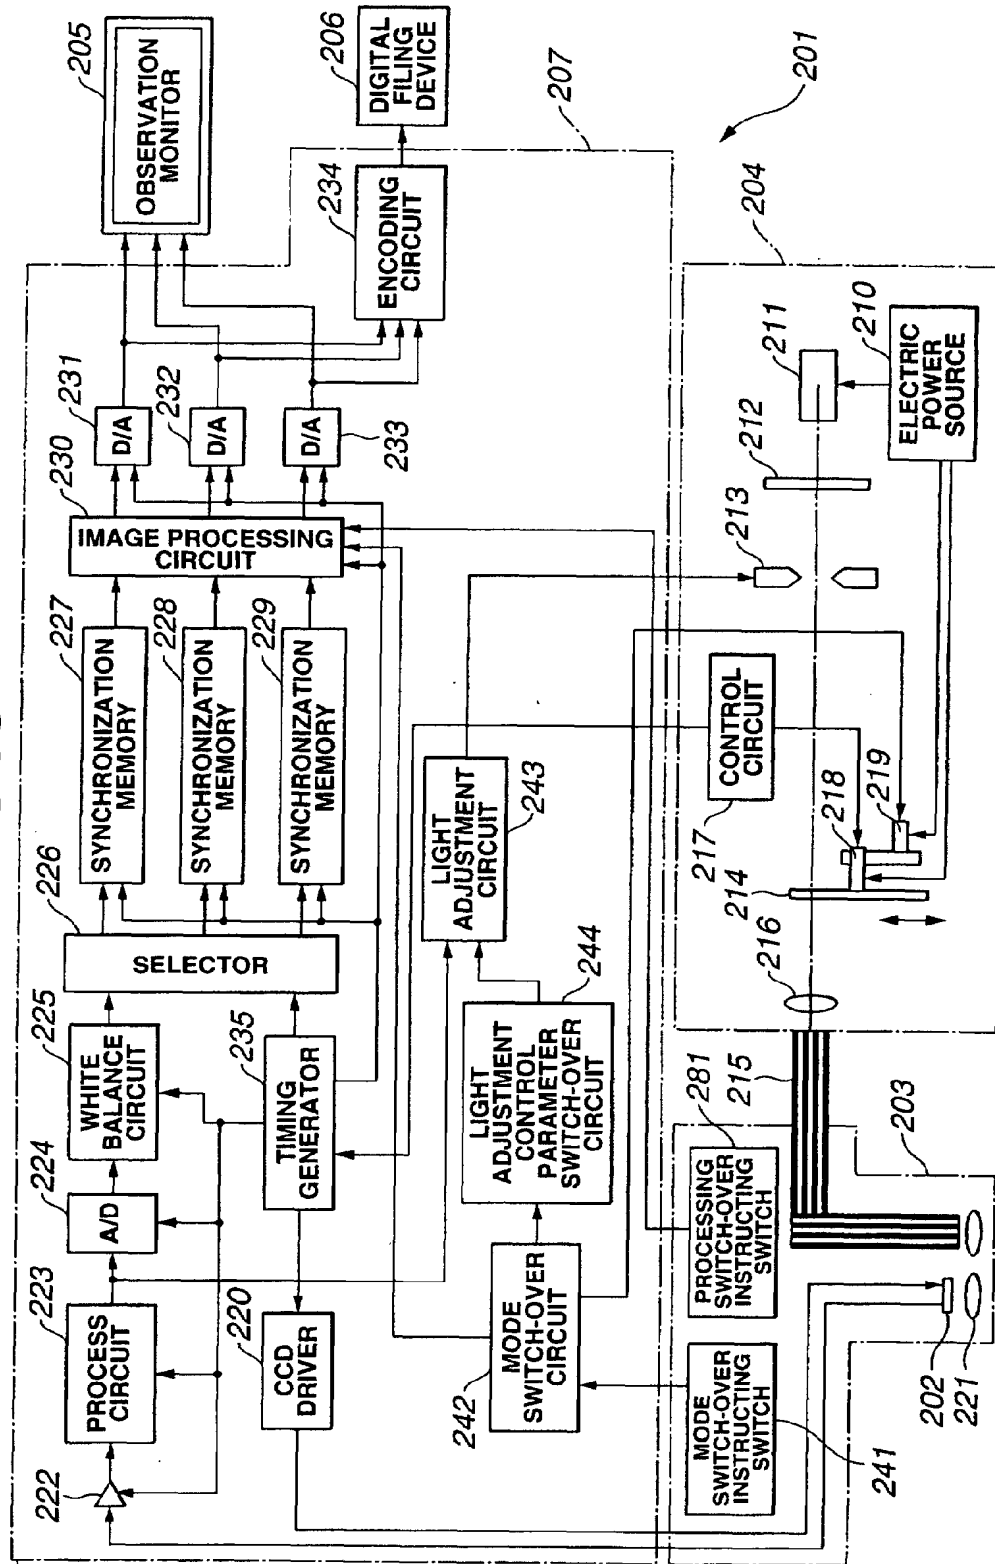 205
OBSERVATION
MONITOR
206
DIGITAL
FILING
DEVICE
207
201
234
ENCODING
CIRCUIT
204
231
D/A
232
D/A
233
D/A
230
IMAGE PROCESSING
CIRCUIT
227
SYNCHRONIZATION
MEMORY
228
SYNCHRONIZATION
MEMORY
229
SYNCHRONIZATION
MEMORY
226
SELECTOR
225
WHITE
BALANCE
CIRCUIT
224
A/D
223
PROCESS
CIRCUIT
222
235
TIMING
GENERATOR
220
CCD
DRIVER
243
LIGHT
ADJUSTMENT
CIRCUIT
244
LIGHT
ADJUSTMENT
CONTROL
PARAMETER
SWITCH-OVER
CIRCUIT
242
MODE
SWITCH-OVER
CIRCUIT
211
210
ELECTRIC
POWER
SOURCE
212
213
217
CONTROL
CIRCUIT
218
219
214
216
215
281
PROCESSING
SWITCH-OVER
INSTRUCTING
SWITCH
203
241
MODE
SWITCH-OVER
INSTRUCTING
SWITCH
202
221